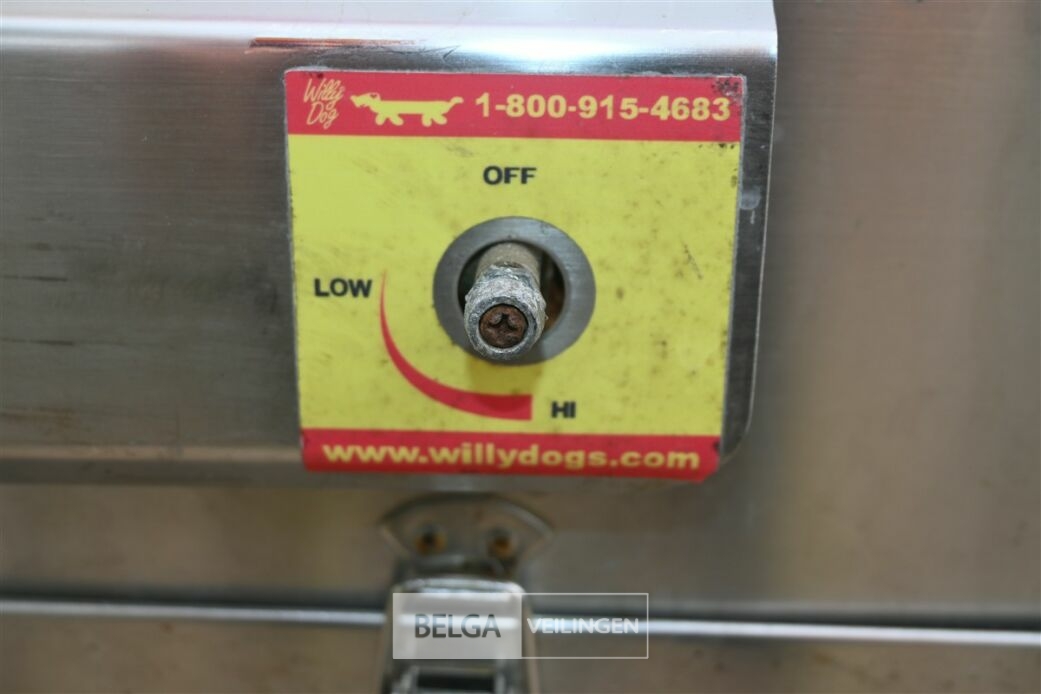 Willy
Dog
1-800-915-4683
OFF
LOW
HI
www.willydogs.com
BELGA VEILINGEN